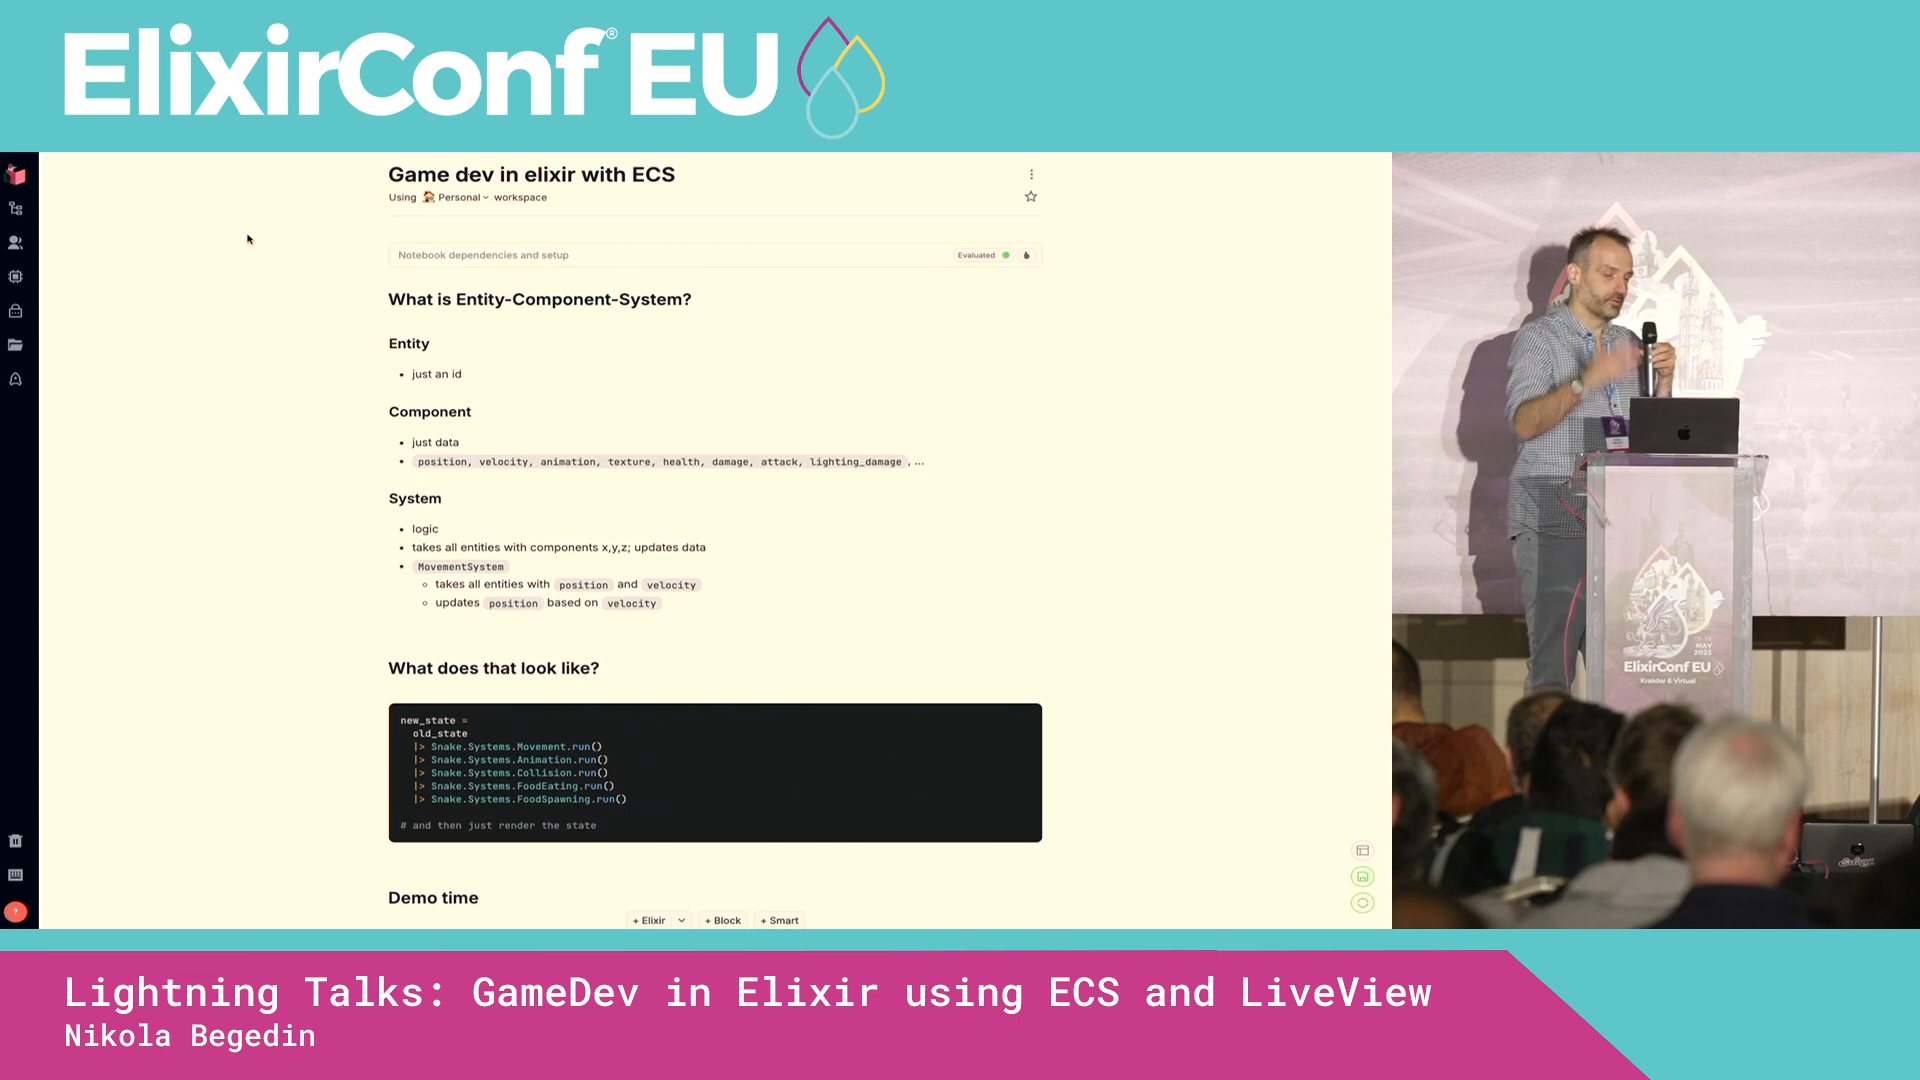 ElixirConf® EU
Game dev in elixir with ECS
Using Personal workspace
Notebook dependencies and setup
Evaluated
What is Entity-Component-System?
Entity
• just an id
Component
• just data
• position, velocity, animation, texture, health, damage, attack, lighting_damage , ...
System
• logic
• takes all entities with components x,y,z; updates data
• MovementSystem
◦ takes all entities with position and velocity
◦ updates position based on velocity
What does that look like?
new_state =
old_state
|> Snake.Systems.Movement.run()
|> Snake.Systems.Animation.run()
|> Snake.Systems.Collision.run()
|> Snake.Systems.FoodEating.run()
|> Snake.Systems.FoodSpawning.run()
# and then just render the state
Demo time
+ Elixir
+ Block
+ Smart
?
MAY
2025
ElixirConf EU
Kraków & Virtual
Lightning Talks: GameDev in Elixir using ECS and LiveView
Nikola Begedin